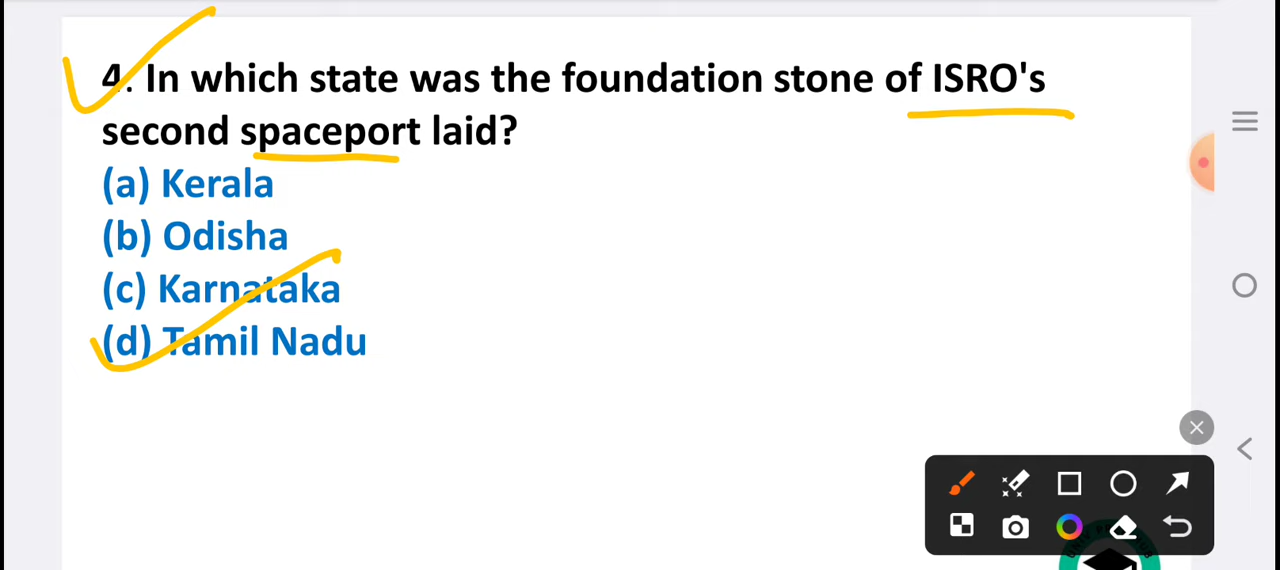 4. In which state was the foundation stone of ISRO's
second spaceport laid?
(a) Kerala
(b) Odisha
(c) Karnataka
(d) Tamil Nadu